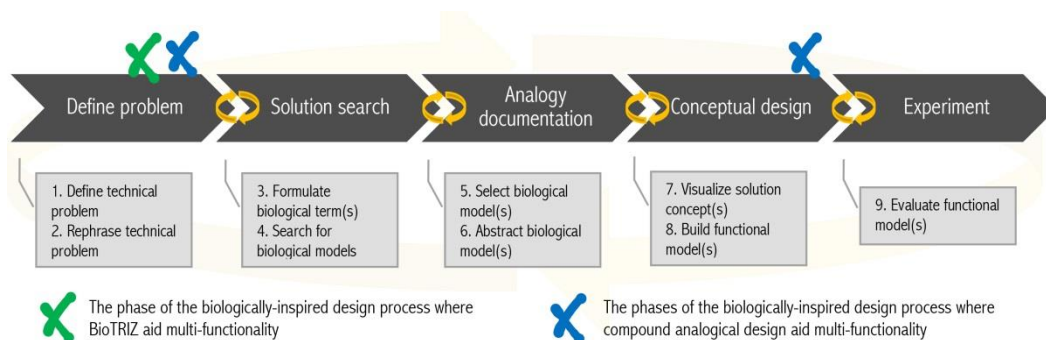 Define problem
Solution search
Analogy
documentation
Conceptual design
Experiment
1. Define technical
problem
2. Rephrase technical
problem
3. Formulate
biological term(s)
4. Search for
biological models
5. Select biological
model(s)
6. Abstract biological
model(s)
7. Visualize solution
concept(s)
8. Build functional
model(s)
9. Evaluate functional
model(s)
The phase of the biologically-inspired design process where
BioTRIZ aid multi-functionality
The phases of the biologically-inspired design process where
compound analogical design aid multi-functionality